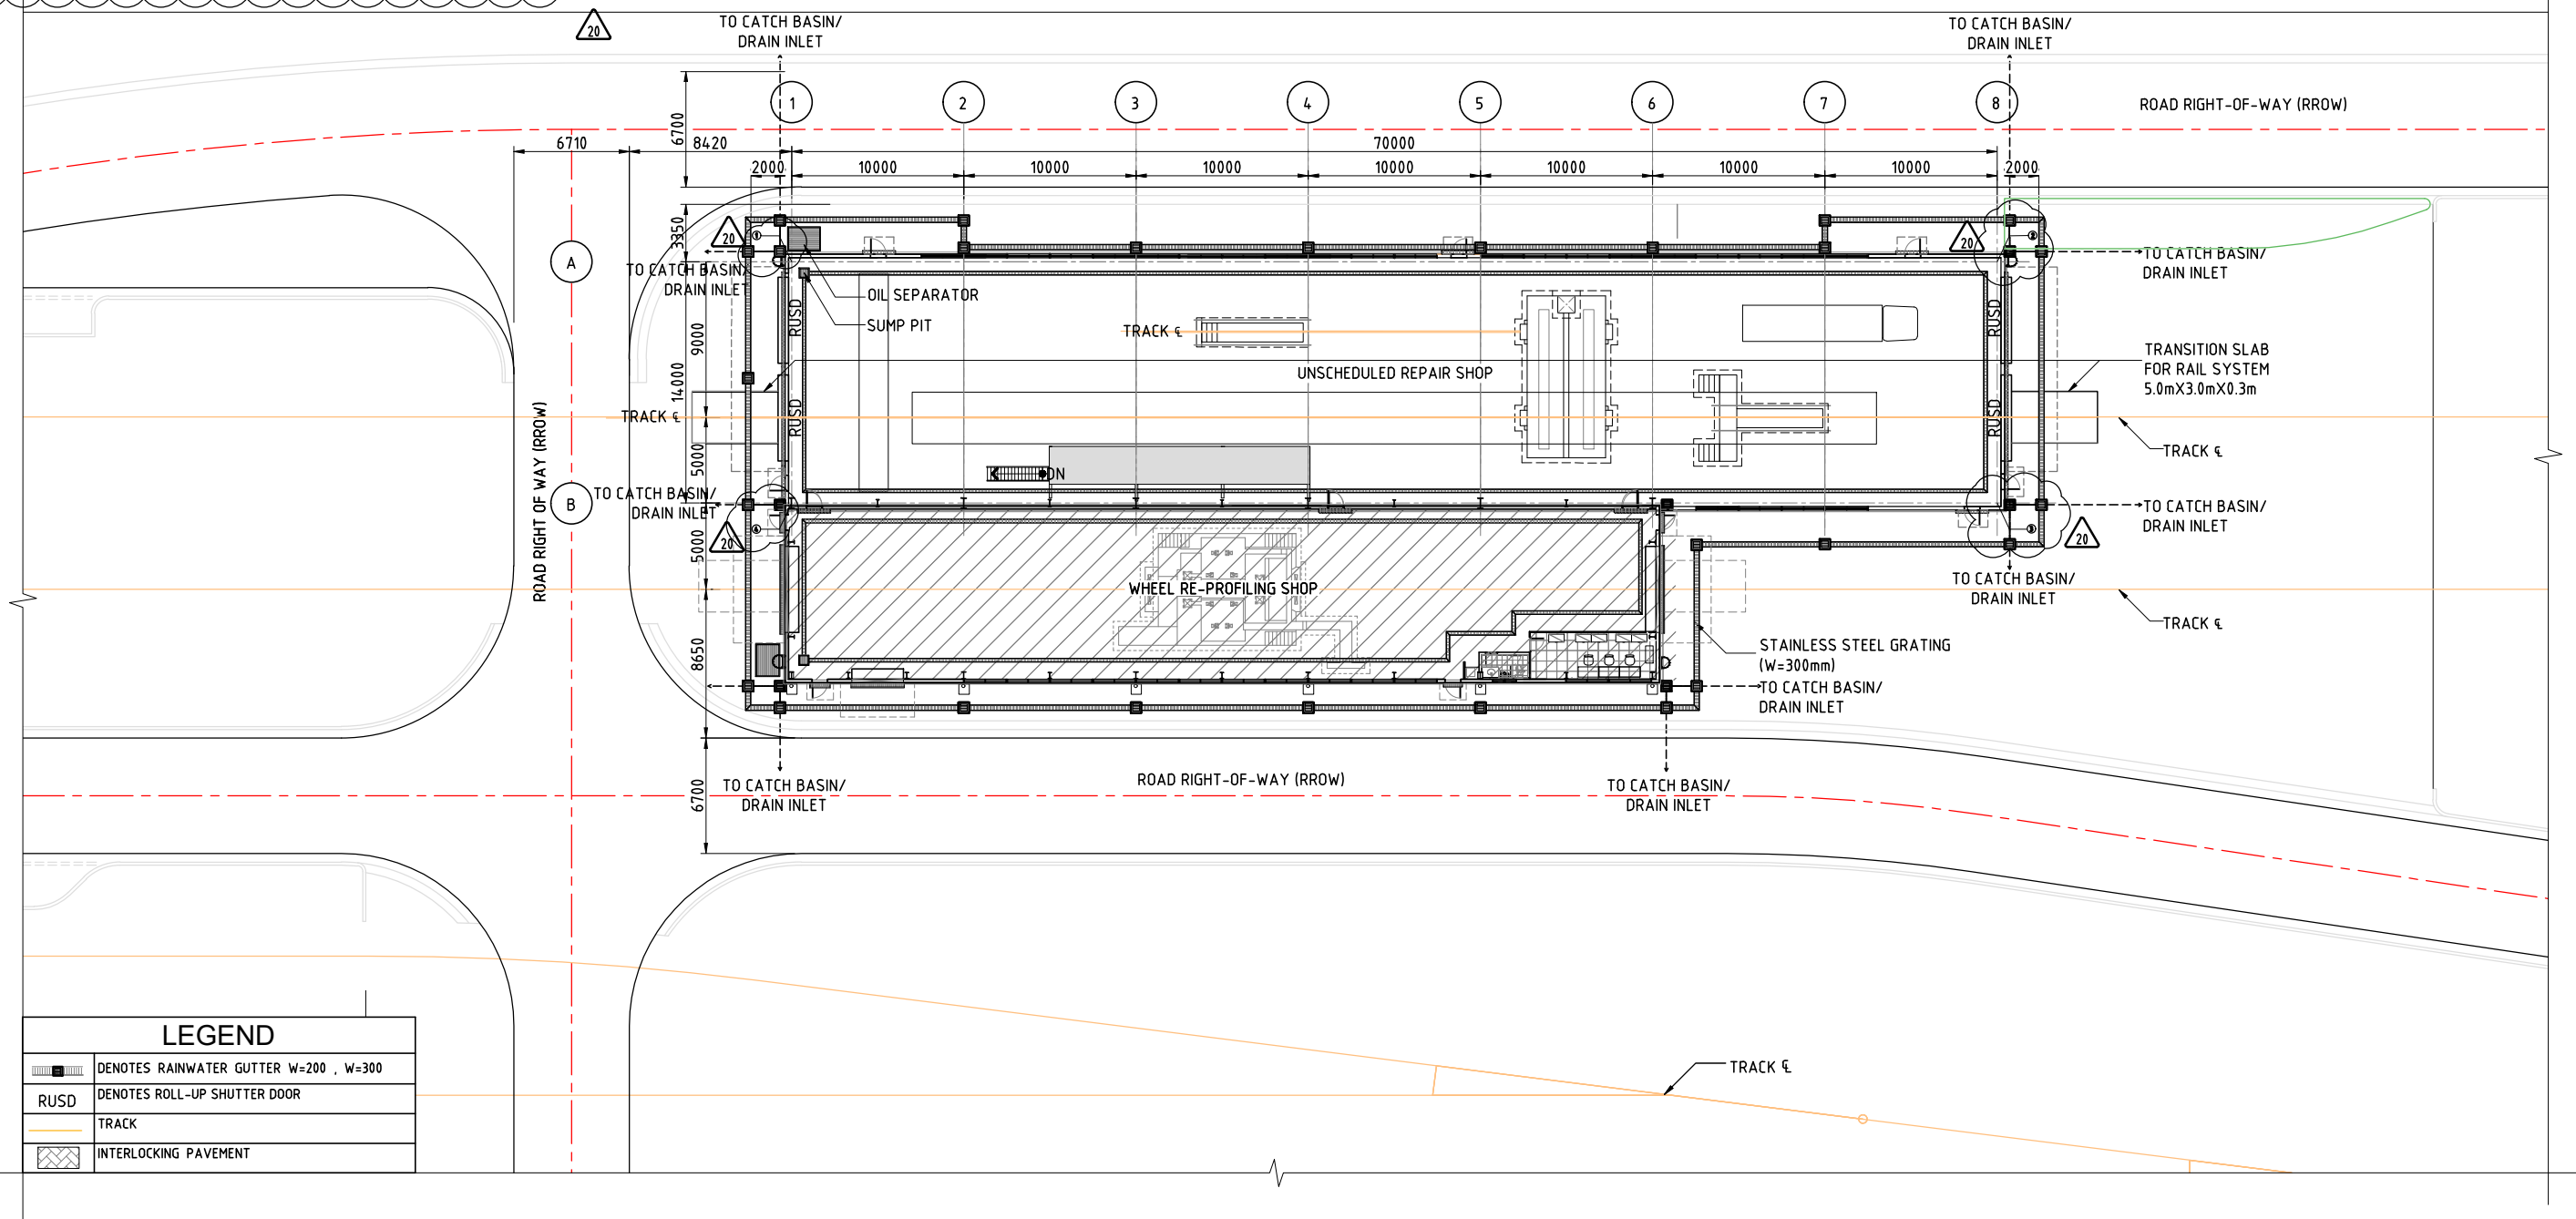 TO CATCH BASIN/
DRAIN INLET
TO CATCH BASIN/
DRAIN INLET
20
1
2
3
4
5
6
7
8
ROAD RIGHT-OF-WAY (RROW)
6710
8420
6700
70000
2000
10000
10000
10000
10000
10000
10000
10000
2000
3350
20
20
A
TO CATCH BASIN/
DRAIN INLET
TO CATCH BASIN/
DRAIN INLET
OIL SEPARATOR
SUMP PIT
RUSD
RUSD
9000
14000
TRACK ℄
UNSCHEDULED REPAIR SHOP
TRANSITION SLAB
FOR RAIL SYSTEM
5.0mX3.0mX0.3m
TRACK ℄
RUSD
RUSD
TRACK ℄
ROAD RIGHT OF WAY (RROW)
5000
DN
B
TO CATCH BASIN/
DRAIN INLET
TO CATCH BASIN/
DRAIN INLET
20
20
5000
WHEEL RE-PROFILING SHOP
TO CATCH BASIN/
DRAIN INLET
TRACK ℄
8650
STAINLESS STEEL GRATING
(W=300mm)
TO CATCH BASIN/
DRAIN INLET
6700
TO CATCH BASIN/
DRAIN INLET
ROAD RIGHT-OF-WAY (RROW)
TO CATCH BASIN/
DRAIN INLET
TRACK ℄
LEGEND
DENOTES RAINWATER GUTTER W=200 , W=300
RUSD DENOTES ROLL-UP SHUTTER DOOR
TRACK
INTERLOCKING PAVEMENT